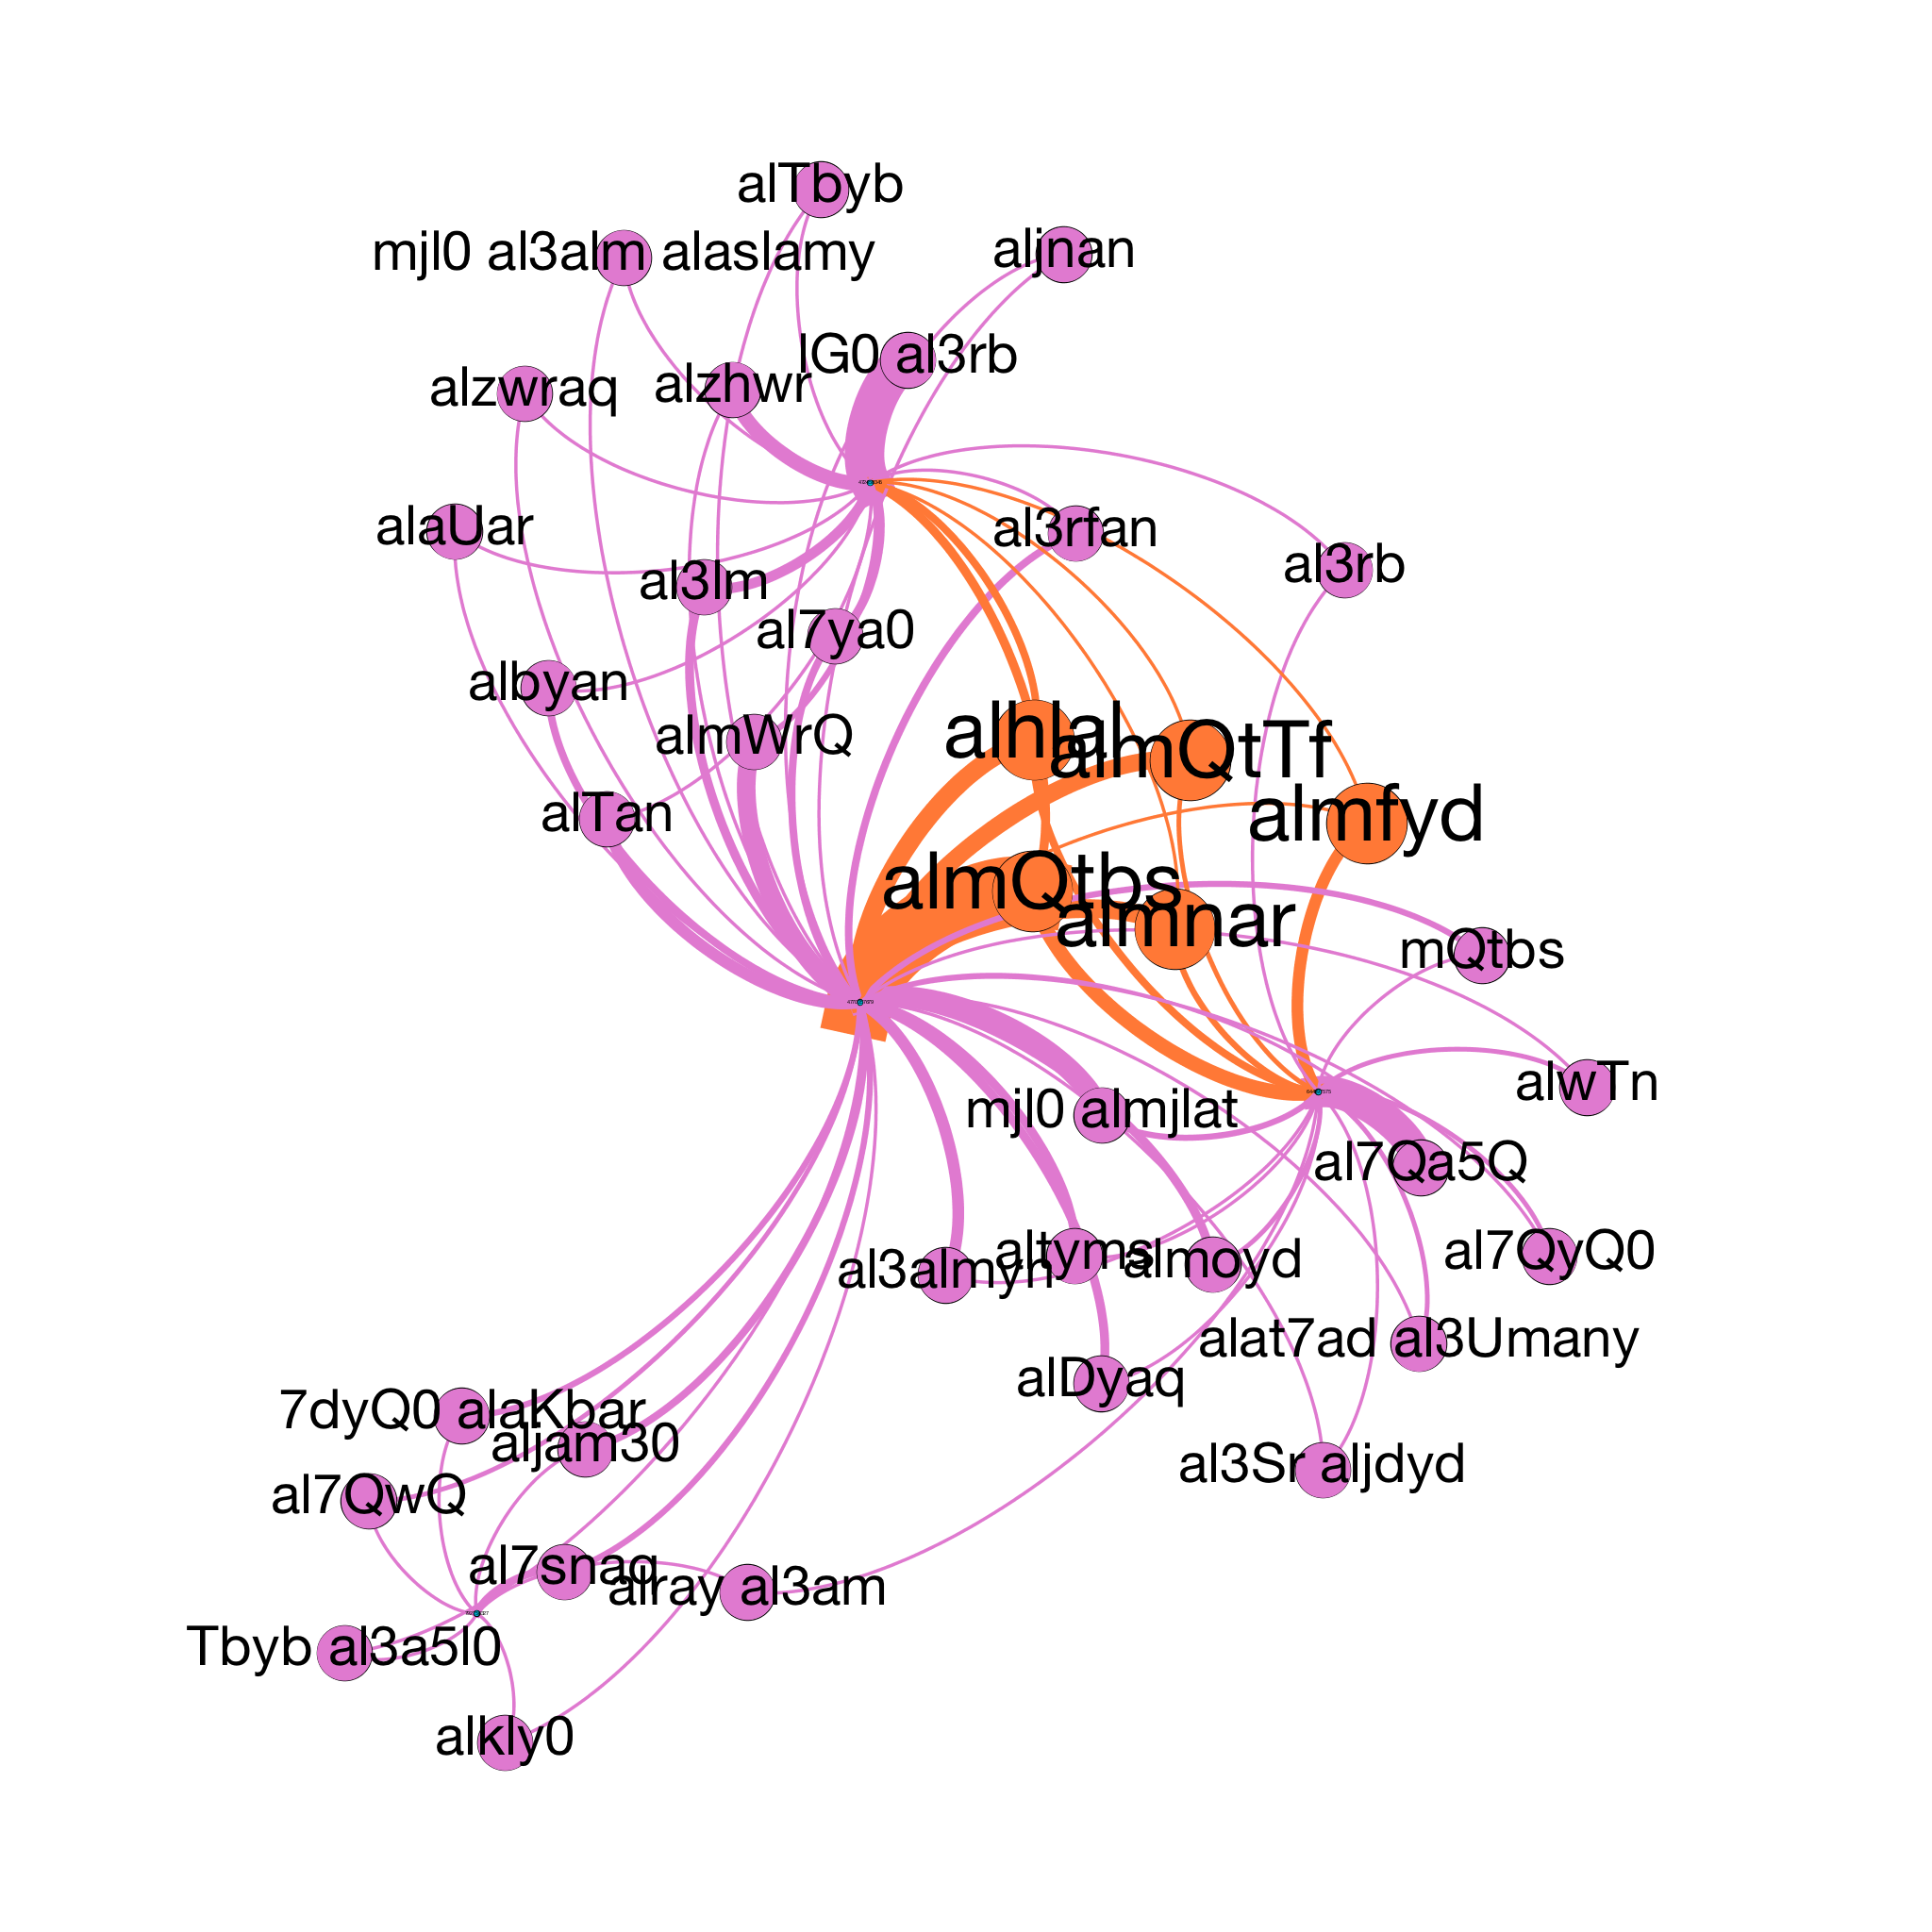 alTbyb
mjl0 al3alm alaslamy
aljnan
lG0 al3rb
alzwraq
alzhwr
alaUar
al3rfan
al3rb
al3lm
al7ya0
albyan
almWrQ
alhlal
almQtTf
alTan
almfyd
almQtbs
almnar
mQtbs
alwTn
mjl0 almjlat
al7Qa5Q
altyms
almoyd
al7QyQ0
al3almyh
alat7ad al3Umany
alDyaq
7dyQ0 alaKbar
aljam30
al3Sr aljdyd
al7QwQ
al7snaq
alray al3am
Tbyb al3a5l0
alkly0